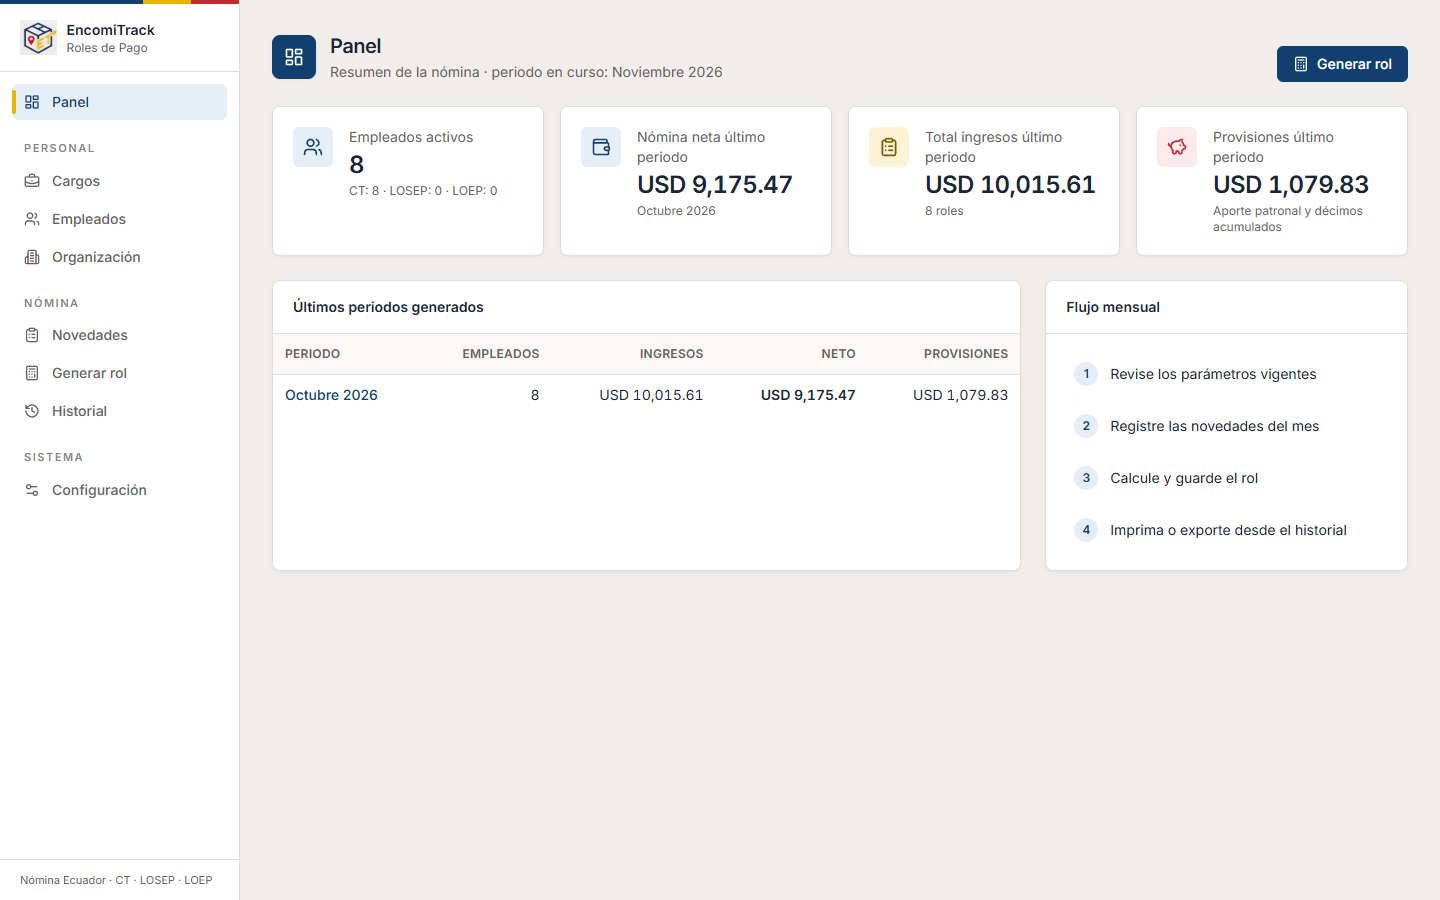 EncomiTrack
Roles de Pago
Panel
PERSONAL
Cargos
Empleados
Organización
NÓMINA
Novedades
Generar rol
Historial
SISTEMA
Configuración
Nómina Ecuador · CT · LOSEP · LOEP
Panel
Resumen de la nómina · periodo en curso: Noviembre 2026
Generar rol
Empleados activos
8
CT: 8 · LOSEP: 0 · LOEP: 0
Nómina neta último
periodo
USD 9,175.47
Octubre 2026
Total ingresos último
periodo
USD 10,015.61
8 roles
Provisiones último
periodo
USD 1,079.83
Aporte patronal y décimos
acumulados
Últimos periodos generados
PERIODO EMPLEADOS INGRESOS NETO PROVISIONES
Octubre 2026 8 USD 10,015.61 USD 9,175.47 USD 1,079.83
Flujo mensual
1 Revise los parámetros vigentes
2 Registre las novedades del mes
3 Calcule y guarde el rol
4 Imprima o exporte desde el historial